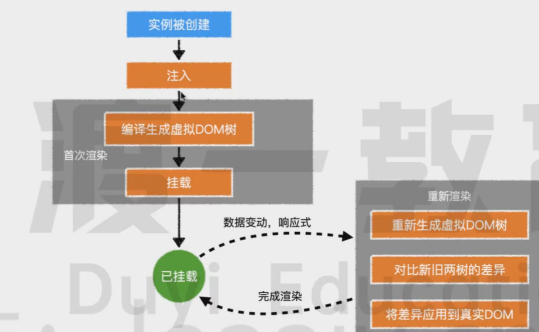 实例被创建
注入
首次渲染
编译生成虚拟DOM树
挂载
已挂载
数据变动，响应式
完成渲染
重新渲染
重新生成虚拟DOM树
对比新旧两树的差异
将差异应用到真实DOM
渡一教
Duyi Educatio